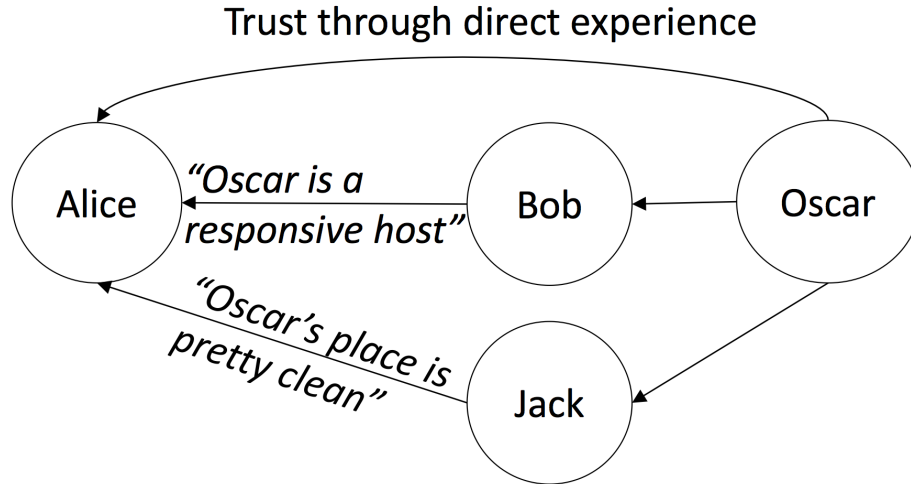 Trust through direct experience
Alice
“Oscar is a
responsive host”
Bob
Oscar
“Oscar’s place is
pretty clean”
Jack